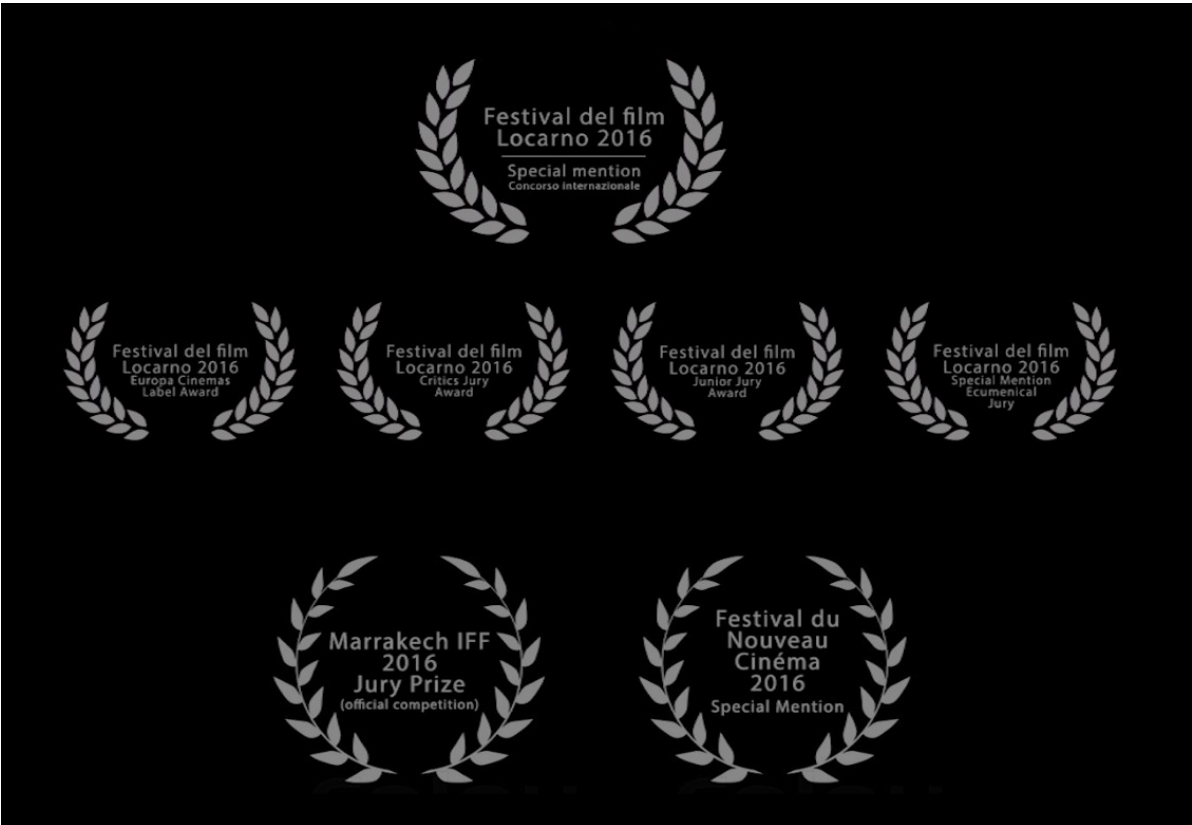 Festival del film
Locarno 2016
Special mention
Concorso internazionale
Festival del film
Locarno 2016
Europa Cinemas
Label Award
Festival del film
Locarno 2016
Critics Jury
Award
Festival del film
Locarno 2016
Junior Jury
Award
Festival del film
Locarno 2016
Special Mention
Ecumenical
Jury
Marrakech IFF
2016
Jury Prize
(official competition)
Festival du
Nouveau
Cinéma
2016
Special Mention